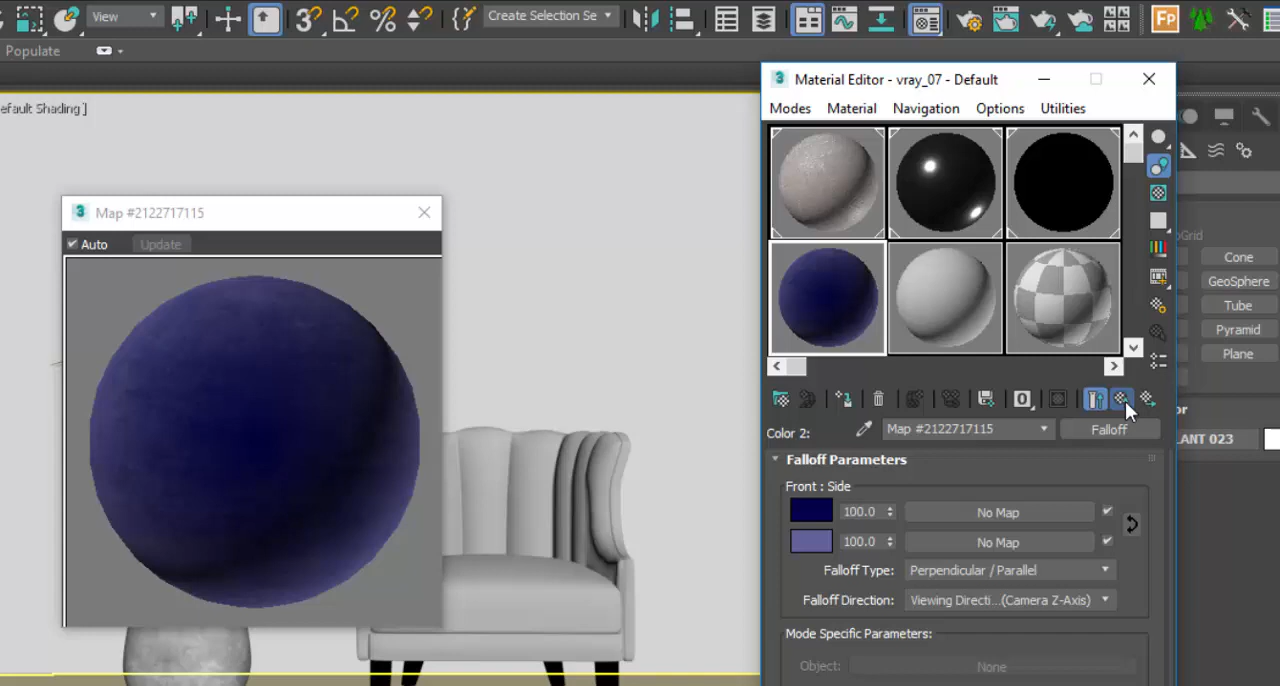 View
Create Selection Se
Populate
efault Shading ]
Map #2122717115
Auto
Update
Material Editor - vray_07 - Default
Modes
Material
Navigation
Options
Utilities
Color 2:
Map #2122717115
Falloff
Falloff Parameters
Front : Side
100.0
No Map
100.0
No Map
Falloff Type:
Perpendicular / Parallel
Falloff Direction:
Viewing Directi...(Camera Z-Axis)
Mode Specific Parameters:
Object:
None
Fp
oGrid
Cone
GeoSphere
Tube
Pyramid
Plane
or
LANT 023